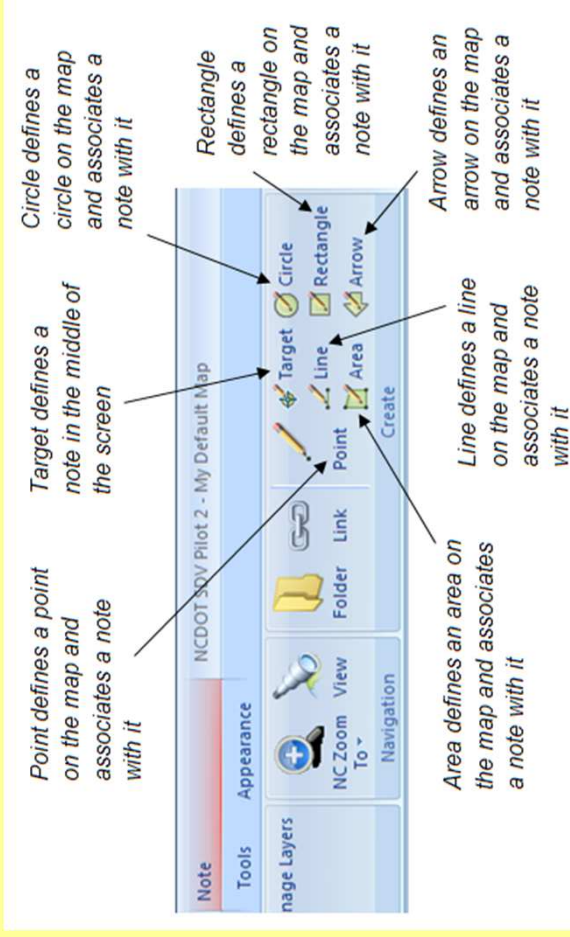 Point defines a point
on the map and
associates a note
with it
Target defines a
note in the middle of
the screen
Circle defines a
circle on the map
and associates a
note with it
Rectangle
defines a
rectangle on
the map and
associates a
note with it
Note
NCDOT SDV Pilot 2 - My Default Map
Tools
Appearance
nage Layers
NC Zoom
To
View
Navigation
Folder
Link
Point
Target
Line
Area
Circle
Rectangle
Arrow
Create
Area defines an area on
the map and associates
a note with it
Line defines a line
on the map and
associates a note
with it
Arrow defines an
arrow on the map
and associates a
note with it